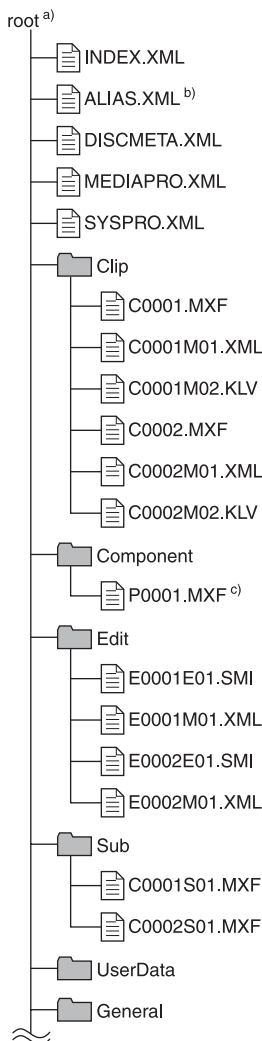 root a)
INDEX.XML
ALIAS.XML b)
DISCMETA.XML
MEDIAPRO.XML
SYSPRO.XML
Clip
C0001.MXF
C0001M01.XML
C0001M02.KLV
C0002.MXF
C0002M01.XML
C0002M02.KLV
Component
P0001.MXF c)
Edit
E0001E01.SMI
E0001M01.XML
E0002E01.SMI
E0002M01.XML
Sub
C0001S01.MXF
C0002S01.MXF
UserData
General